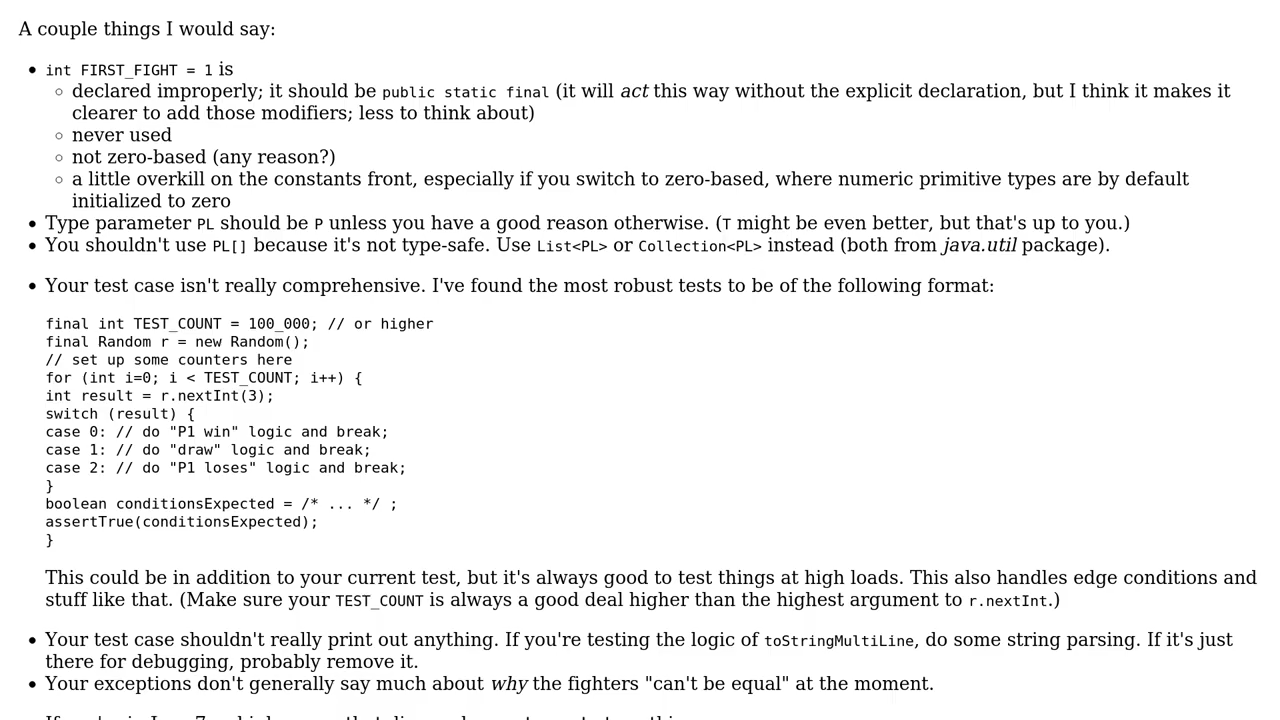 A couple things I would say:
int FIRST_FIGHT = 1 is
declared improperly; it should be public static final (it will act this way without the explicit declaration, but I think it makes it
clearer to add those modifiers; less to think about)
never used
not zero-based (any reason?)
a little overkill on the constants front, especially if you switch to zero-based, where numeric primitive types are by default
initialized to zero
Type parameter PL should be P unless you have a good reason otherwise. (T might be even better, but that's up to you.)
You shouldn't use PL[] because it's not type-safe. Use List<PL> or Collection<PL> instead (both from java.util package).
Your test case isn't really comprehensive. I've found the most robust tests to be of the following format:
final int TEST_COUNT = 100_000; // or higher
final Random r = new Random();
// set up some counters here
for (int i=0; i < TEST_COUNT; i++) {
int result = r.nextInt(3);
switch (result) {
case 0: // do "P1 win" logic and break;
case 1: // do "draw" logic and break;
case 2: // do "P1 loses" logic and break;
}
boolean conditionsExpected = /* ... */ ;
assertTrue(conditionsExpected);
}
This could be in addition to your current test, but it's always good to test things at high loads. This also handles edge conditions and
stuff like that. (Make sure your TEST_COUNT is always a good deal higher than the highest argument to r.nextInt.)
Your test case shouldn't really print out anything. If you're testing the logic of toStringMultiLine, do some string parsing. If it's just
there for debugging, probably remove it.
Your exceptions don't generally say much about why the fighters "can't be equal" at the moment.